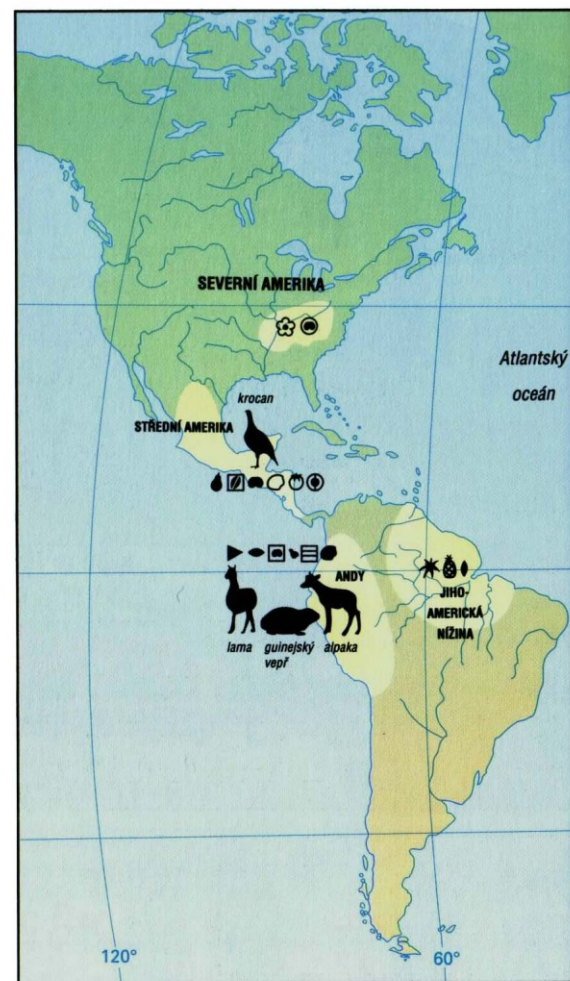 SEVERNÍ AMERIKA
Atlantský
oceán
krocan
STŘEDNÍ AMERIKA
ANDY
JIHO-
AMERICKÁ
NÍŽINA
lama
guinejský
vepř
alpaka
120°
60°